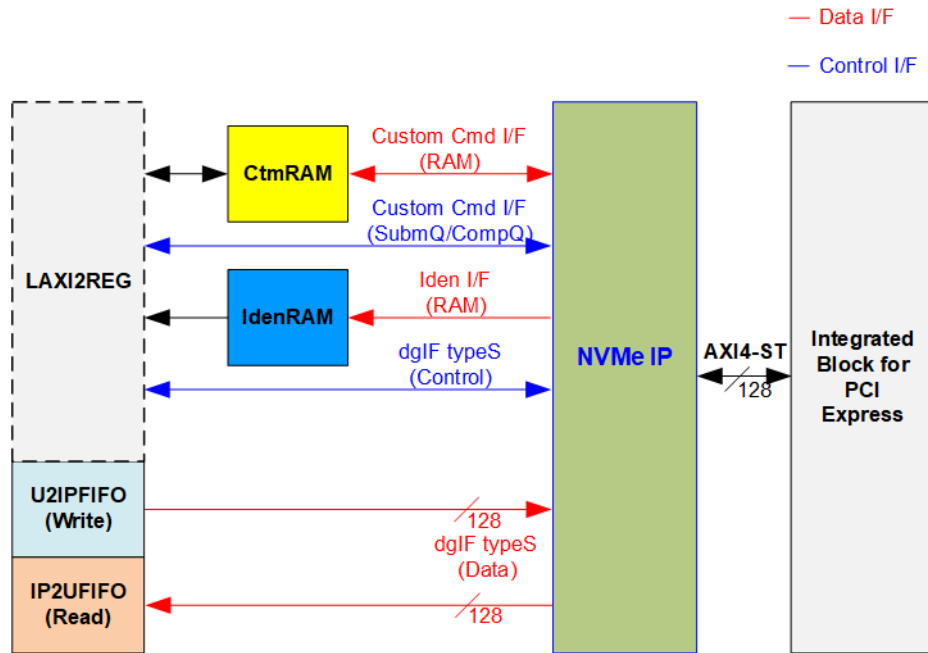 Data I/F
Control I/F
Custom Cmd I/F
(RAM)
CtmRAM
Custom Cmd I/F
(SubmQ/CompQ)
LAXI2REG
Iden I/F
(RAM)
IdenRAM
dgIF typeS
(Control)
NVMe IP
AXI4-ST
128
Integrated
Block for
PCI
Express
U2IPFIFO
(Write)
128
dgIF typeS
(Data)
IP2UFIFO
(Read)
128